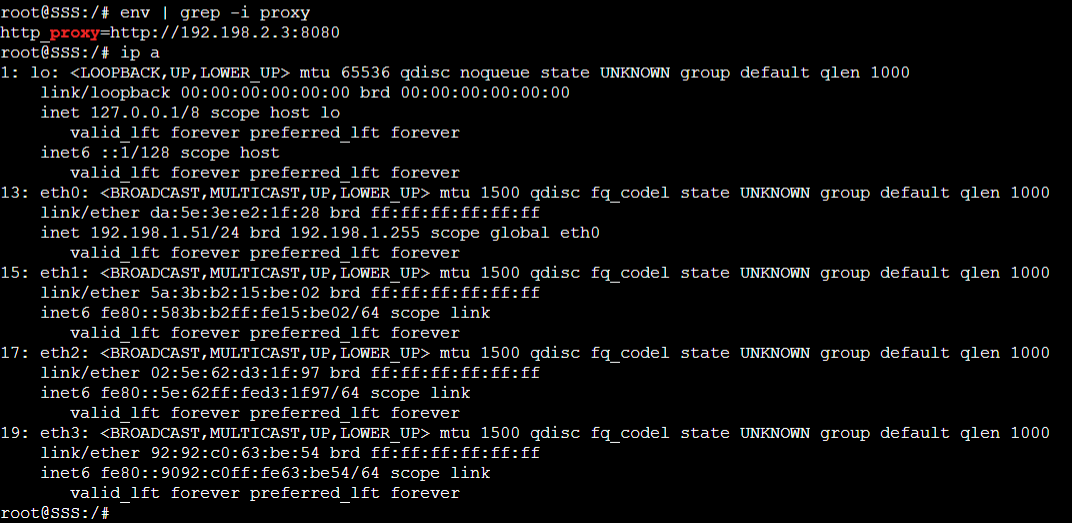 root@SSS:/# env | grep -i proxy
http_proxy=http://192.198.2.3:8080
root@SSS:/# ip a
1: lo: <LOOPBACK,UP,LOWER_UP> mtu 65536 qdisc noqueue state UNKNOWN group default qlen 1000
    link/loopback 00:00:00:00:00:00 brd 00:00:00:00:00:00
    inet 127.0.0.1/8 scope host lo
       valid_lft forever preferred_lft forever
    inet6 ::1/128 scope host
       valid_lft forever preferred_lft forever
13: eth0: <BROADCAST,MULTICAST,UP,LOWER_UP> mtu 1500 qdisc fq_codel state UNKNOWN group default qlen 1000
    link/ether da:5e:3e:e2:1f:28 brd ff:ff:ff:ff:ff:ff
    inet 192.198.1.51/24 brd 192.198.1.255 scope global eth0
       valid_lft forever preferred_lft forever
15: eth1: <BROADCAST,MULTICAST,UP,LOWER_UP> mtu 1500 qdisc fq_codel state UNKNOWN group default qlen 1000
    link/ether 5a:3b:b2:15:be:02 brd ff:ff:ff:ff:ff:ff
    inet6 fe80::583b:b2ff:fe15:be02/64 scope link
       valid_lft forever preferred_lft forever
17: eth2: <BROADCAST,MULTICAST,UP,LOWER_UP> mtu 1500 qdisc fq_codel state UNKNOWN group default qlen 1000
    link/ether 02:5e:62:d3:1f:97 brd ff:ff:ff:ff:ff:ff
    inet6 fe80::5e:62ff:fed3:1f97/64 scope link
       valid_lft forever preferred_lft forever
19: eth3: <BROADCAST,MULTICAST,UP,LOWER_UP> mtu 1500 qdisc fq_codel state UNKNOWN group default qlen 1000
    link/ether 92:92:c0:63:be:54 brd ff:ff:ff:ff:ff:ff
    inet6 fe80::9092:c0ff:fe63:be54/64 scope link
       valid_lft forever preferred_lft forever
root@SSS:/#